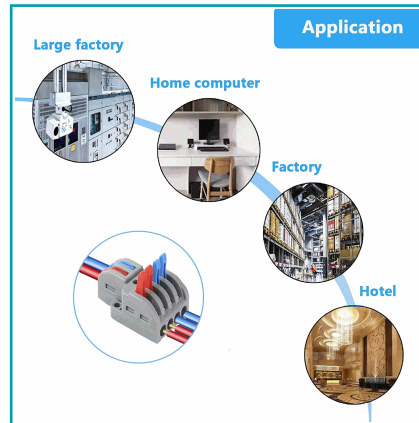 Application
Large factory
Home computer
Factory
Hotel